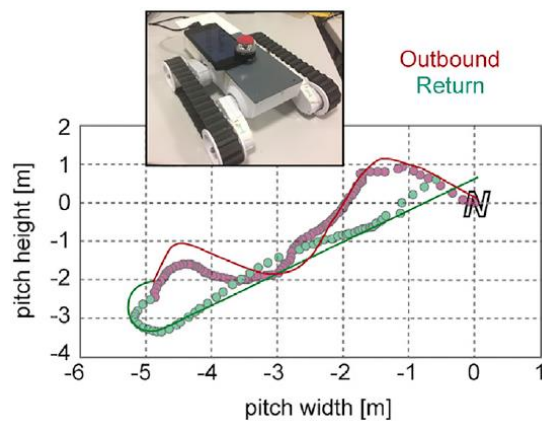 Outbound
Return
2
1
0
-1
-2
-3
-4
pitch height [m]
N
-6 -5 -4 -3 -2 -1 0 1
pitch width [m]